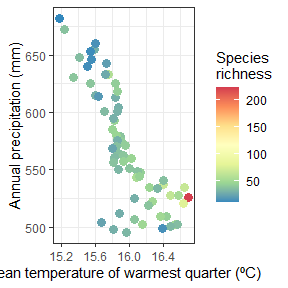 Species
richness
200
150
100
50
Annual precipitation (mm)
650
600
550
500
15.2 15.6 16.0 16.4
ean temperature of warmest quarter (ºC)